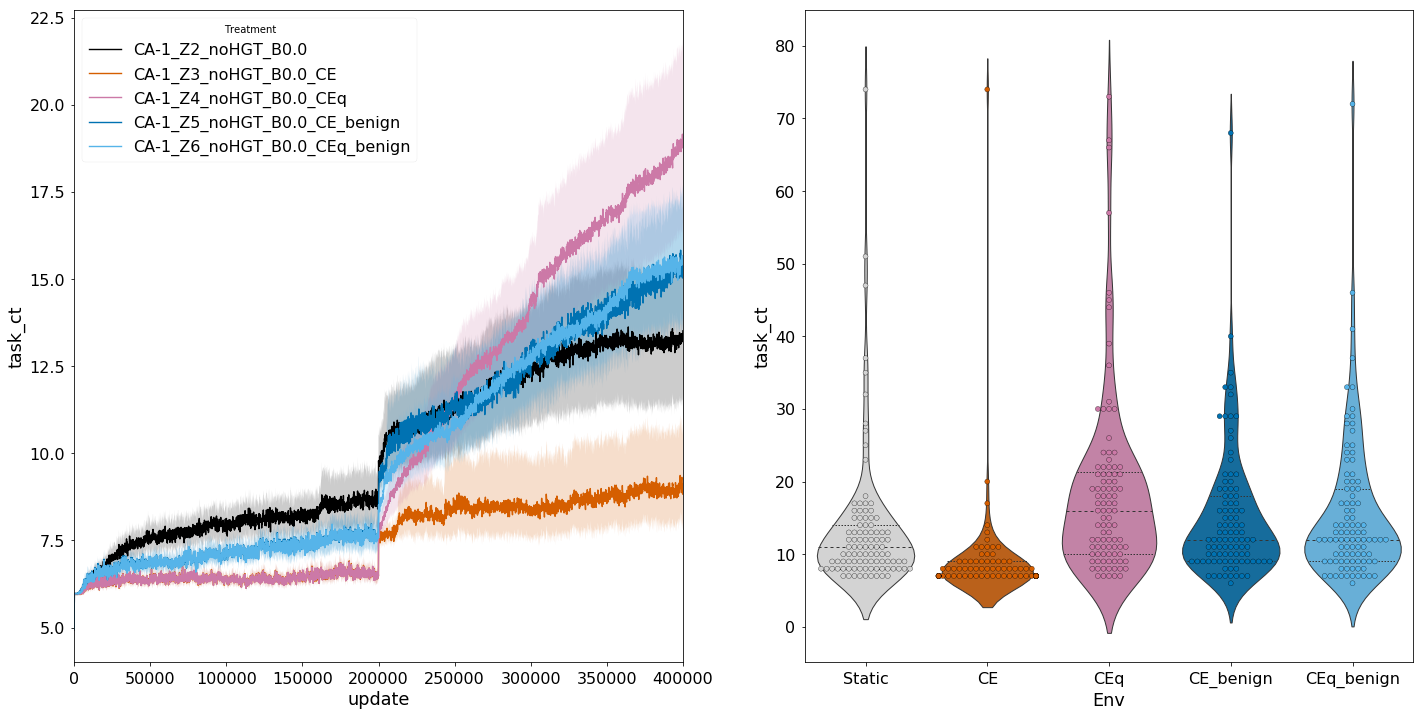 22.5
20.0
17.5
15.0
12.5
10.0
7.5
5.0
task_ct
Treatment
CA-1_Z2_noHGT_B0.0
CA-1_Z3_noHGT_B0.0_CE
CA-1_Z4_noHGT_B0.0_CEq
CA-1_Z5_noHGT_B0.0_CE_benign
CA-1_Z6_noHGT_B0.0_CEq_benign
0 50000 100000 150000 200000 250000 300000 350000 400000
update
80
70
60
50
40
30
20
10
0
task_ct
Static CE CEq CE_benign CEq_benign
Env